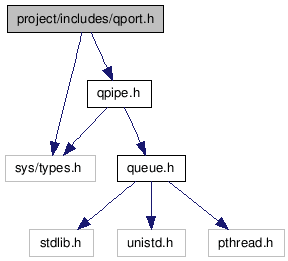 project/includes/qport.h
qpipe.h
sys/types.h
queue.h
stdlib.h
unistd.h
pthread.h